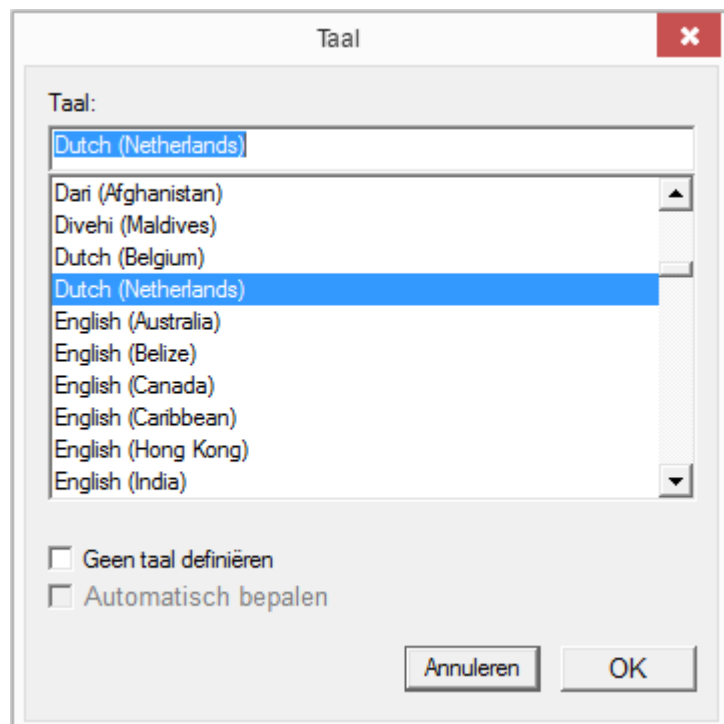 Taal
Taal:
Dutch (Netherlands)
Dari (Afghanistan)
Divehi (Maldives)
Dutch (Belgium)
Dutch (Netherlands)
English (Australia)
English (Belize)
English (Canada)
English (Caribbean)
English (Hong Kong)
English (India)
Geen taal definiëren
Automatisch bepalen
Annuleren OK